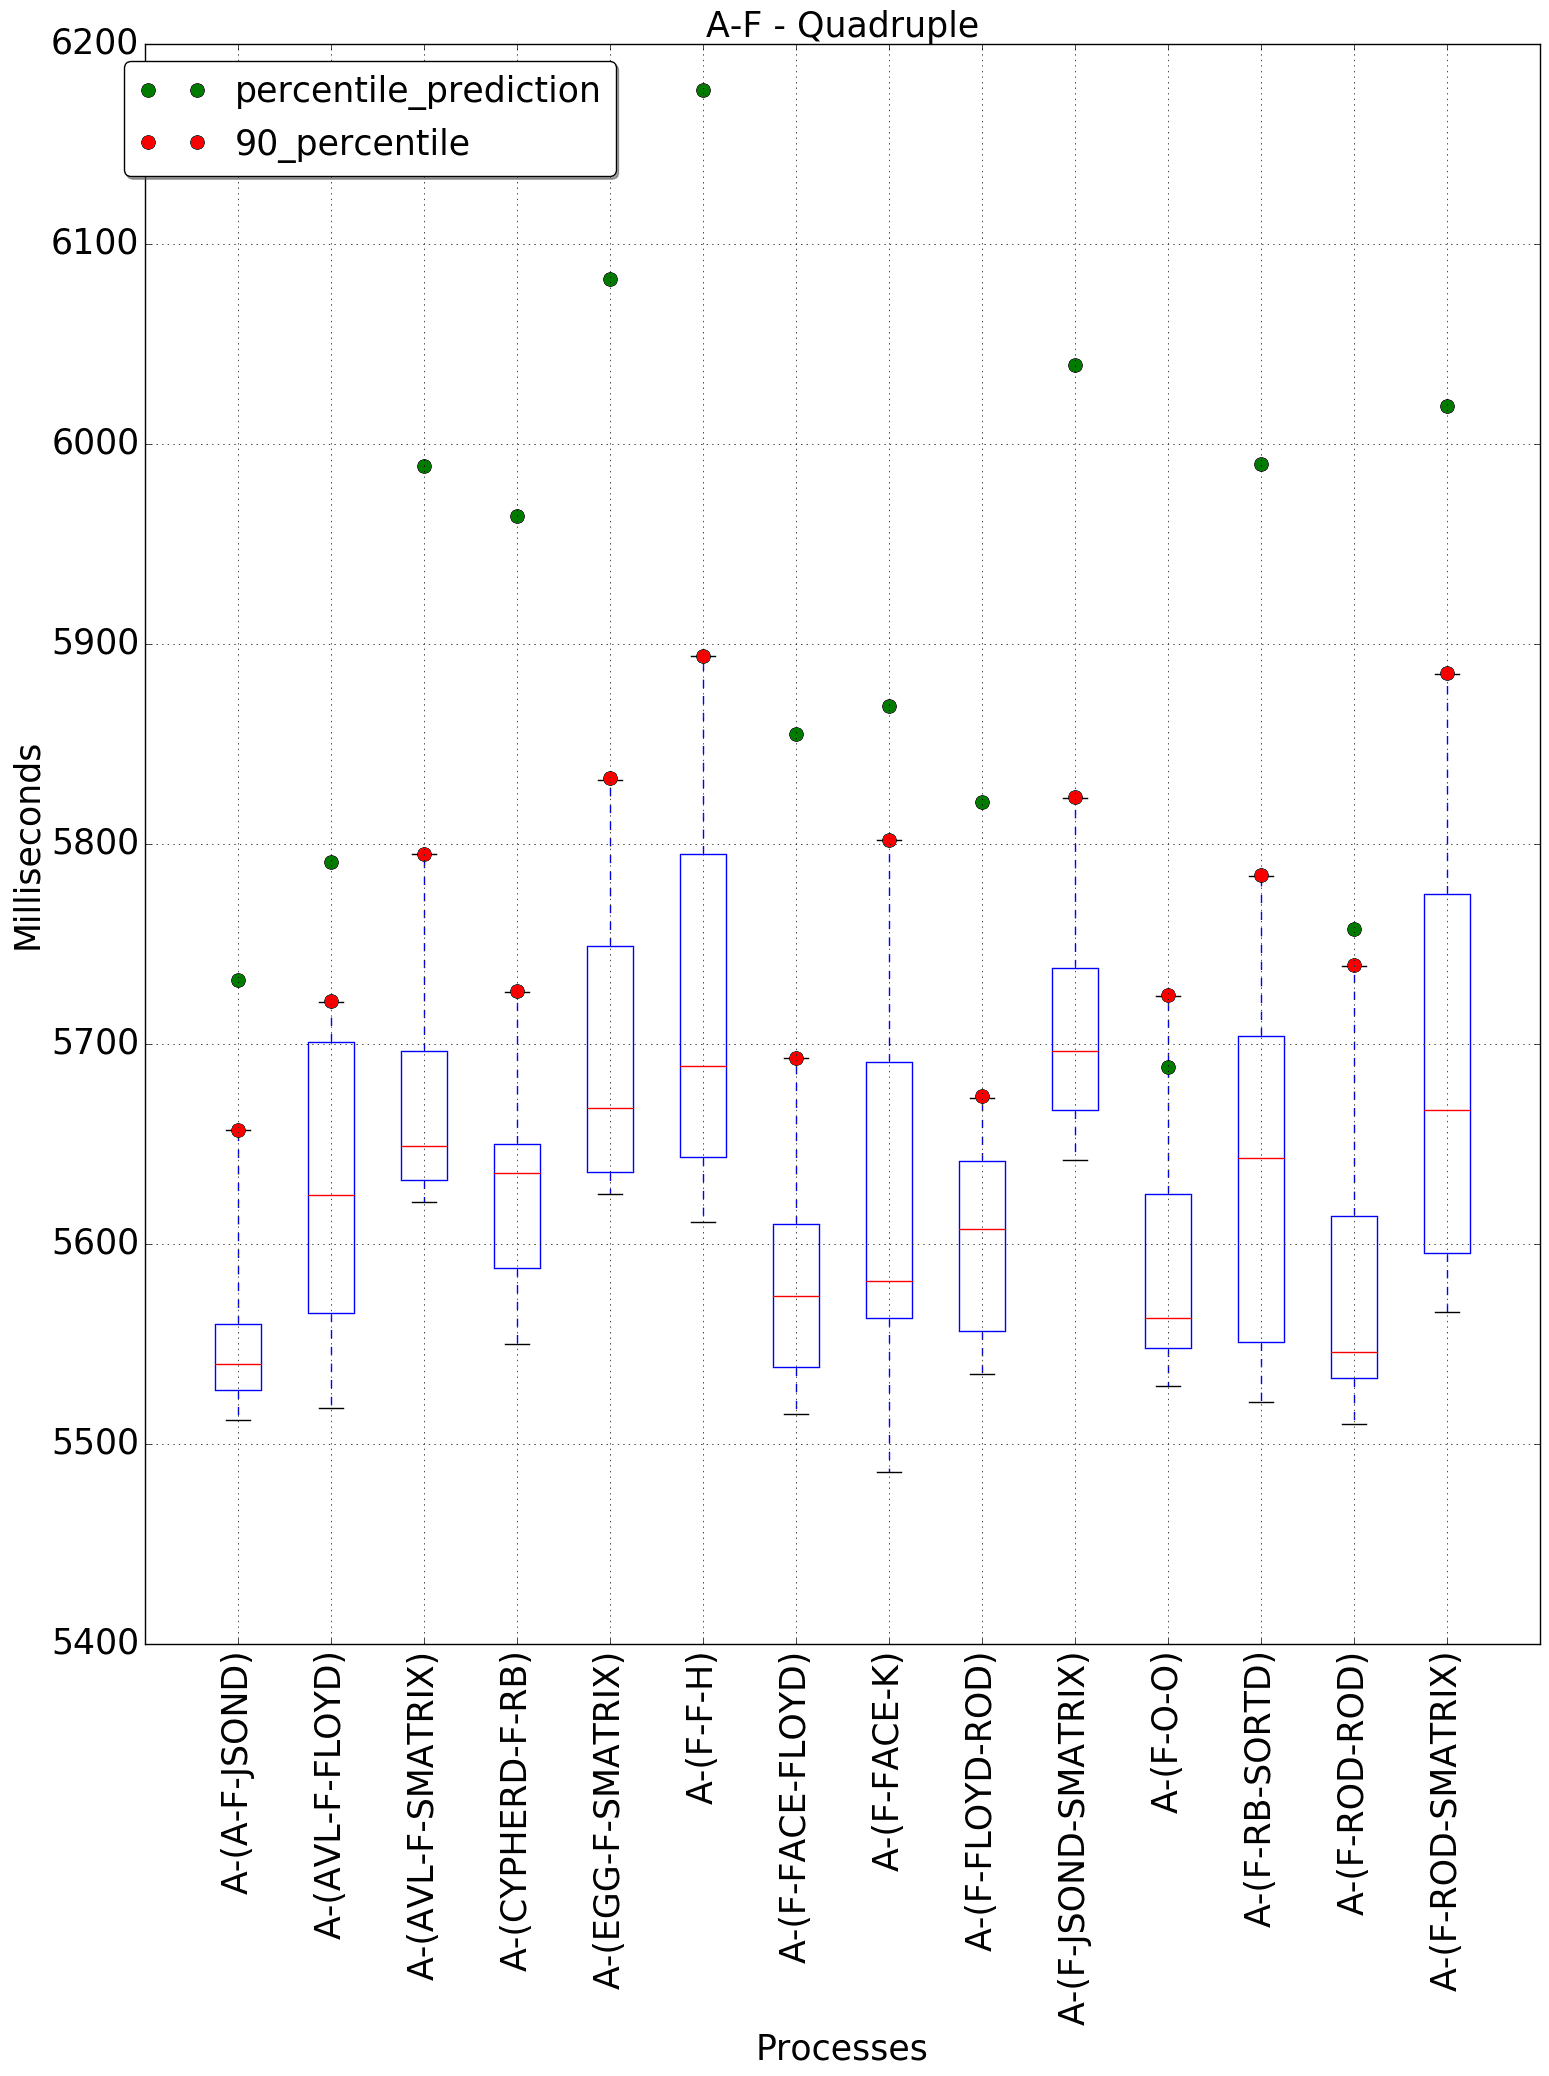 A-F - Quadruple
percentile_prediction
90_percentile
6200
6100
6000
5900
5800
5700
5600
5500
5400
Milliseconds
A-(A-F-JSOND)
A-(AVL-F-FLOYD)
A-(AVL-F-SMATRIX)
A-(CYPHERD-F-RB)
A-(EGG-F-SMATRIX)
A-(F-F-H)
A-(F-FACE-FLOYD)
A-(F-FACE-K)
A-(F-FLOYD-ROD)
A-(F-JSOND-SMATRIX)
A-(F-O-O)
A-(F-RB-SORTD)
A-(F-ROD-ROD)
A-(F-ROD-SMATRIX)
Processes